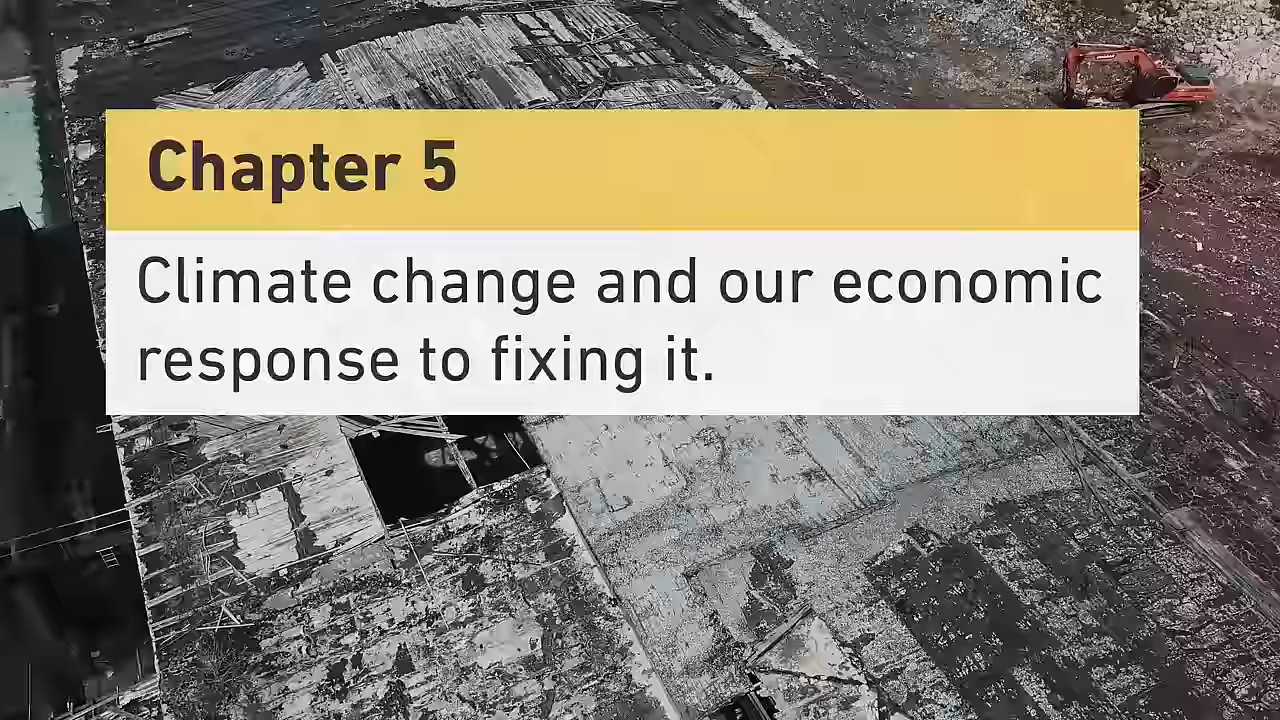 Chapter 5
Climate change and our economic
response to fixing it.